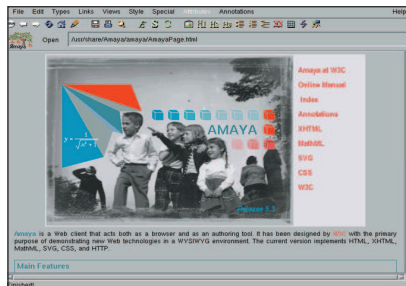 File Edit Types Links Views Style Special Attributes Annotations Help
Amaya Open /usr/share/Amaya/amaya/AmayaPage.html
Amaya at W3C
Online Manual
Index
Annotations
XHTML
MathML
SVG
CSS
W3C
AMAYA
Amaya is a Web client that acts both as a browser and as an authoring tool. It has been designed by W3C with the primary
purpose of demonstrating new Web technologies in a WYSIWYG environment. The current version implements HTML, XHTML,
MathML, SVG, CSS, and HTTP.
Main Features
Finished!